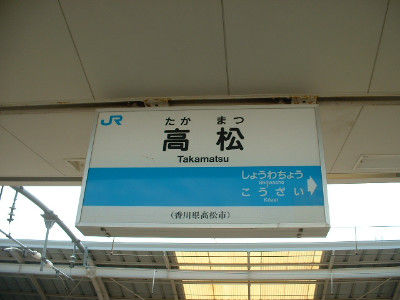 JR
たか まつ
高松
Takamatsu
しょうわちょう
Shōwachō
こうざい
Kōzai
(香川県高松市)